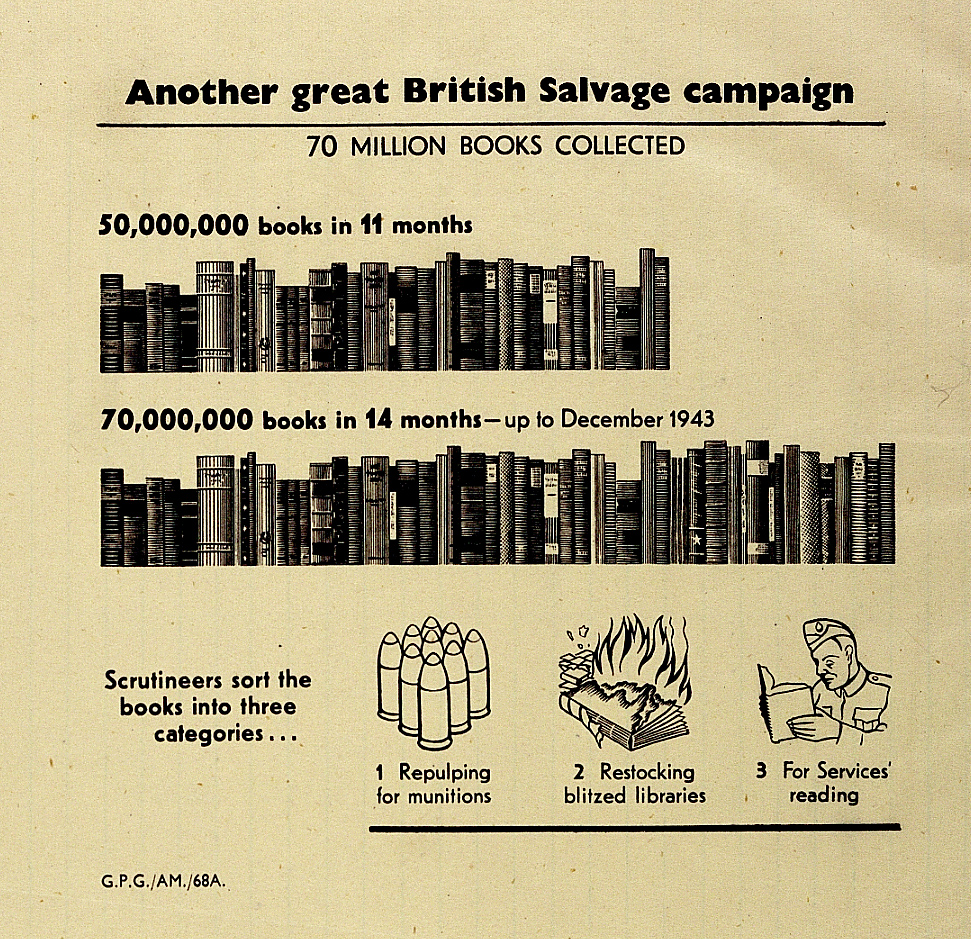 Another great British Salvage campaign
70 MILLION BOOKS COLLECTED
50,000,000 books in 11 months
70,000,000 books in 14 months—up to December 1943
Scrutineers sort the
books into three
categories...
1 Repulping
for munitions
2 Restocking
blitzed libraries
3 For Services'
reading
G.P.G./AM./68A.